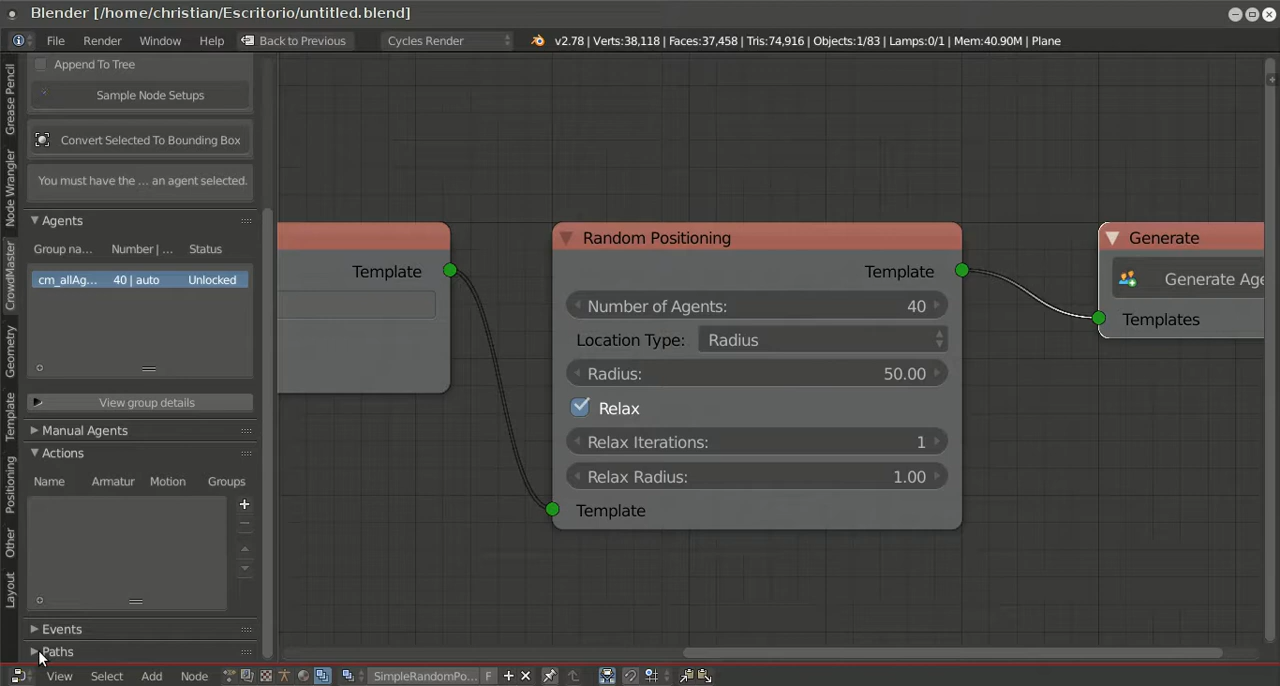 Blender [/home/christian/Escritorio/untitled.blend]
File Render Window Help Back to Previous Cycles Render v2.78 | Verts:38,118 | Faces:37,458 | Tris:74,916 | Objects:1/83 | Lamps:0/1 | Mem:40.90M | Plane
Grease Pencil
Node Wrangler
CrowdMaster
Geometry
Template
Positioning
Other
Layout
Append To Tree
Sample Node Setups
Convert Selected To Bounding Box
You must have the ... an agent selected.
Agents
Group na... Number | ... Status
cm_allAg... 40 | auto Unlocked
View group details
Manual Agents
Actions
Name Armatur Motion Groups
Events
Paths
Template
Random Positioning
Template
Number of Agents: 40
Location Type: Radius
Radius: 50.00
Relax
Relax Iterations: 1
Relax Radius: 1.00
Template
Generate
Generate Age
Templates
View Select Add Node SimpleRandomPo... F